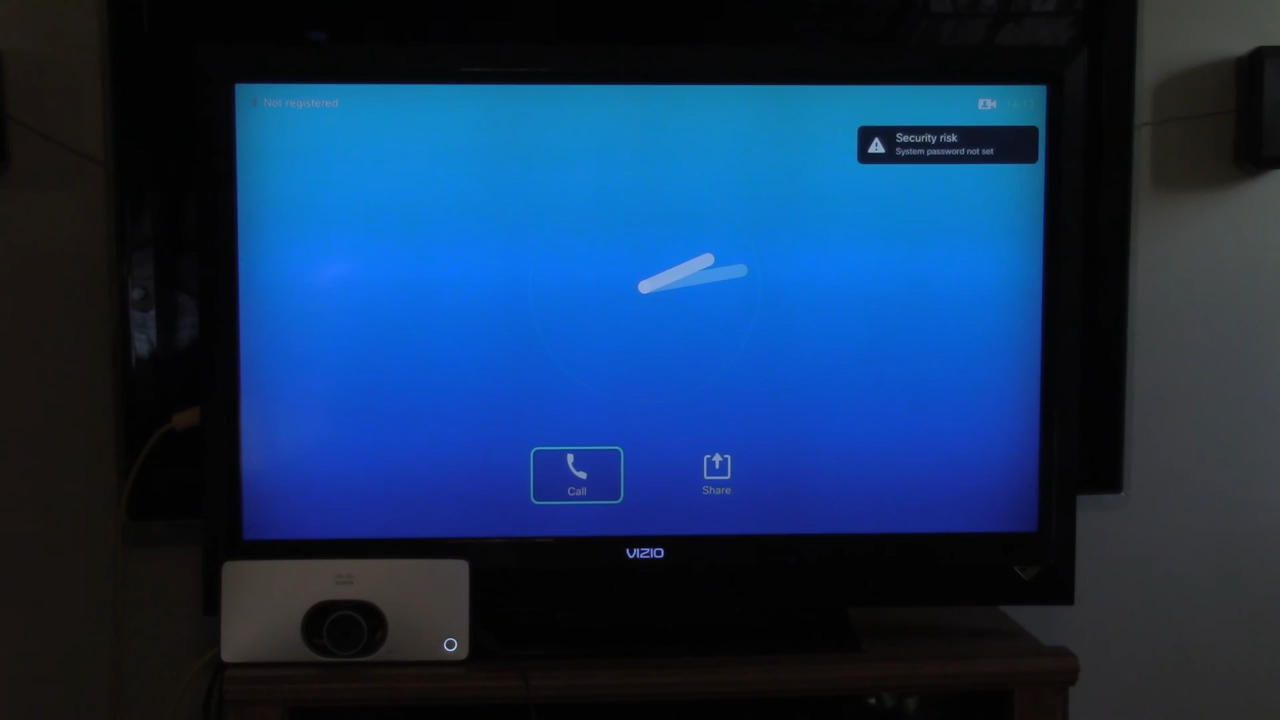 Not registered
Security risk
System password not set
Call
Share
VIZIO